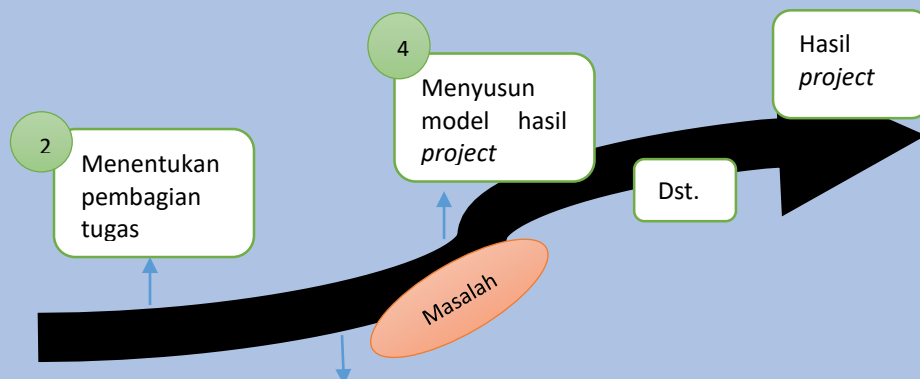 2
Menentukan
pembagian
tugas
4
Menyusun
model hasil
project
Masalah
Dst.
Hasil
project